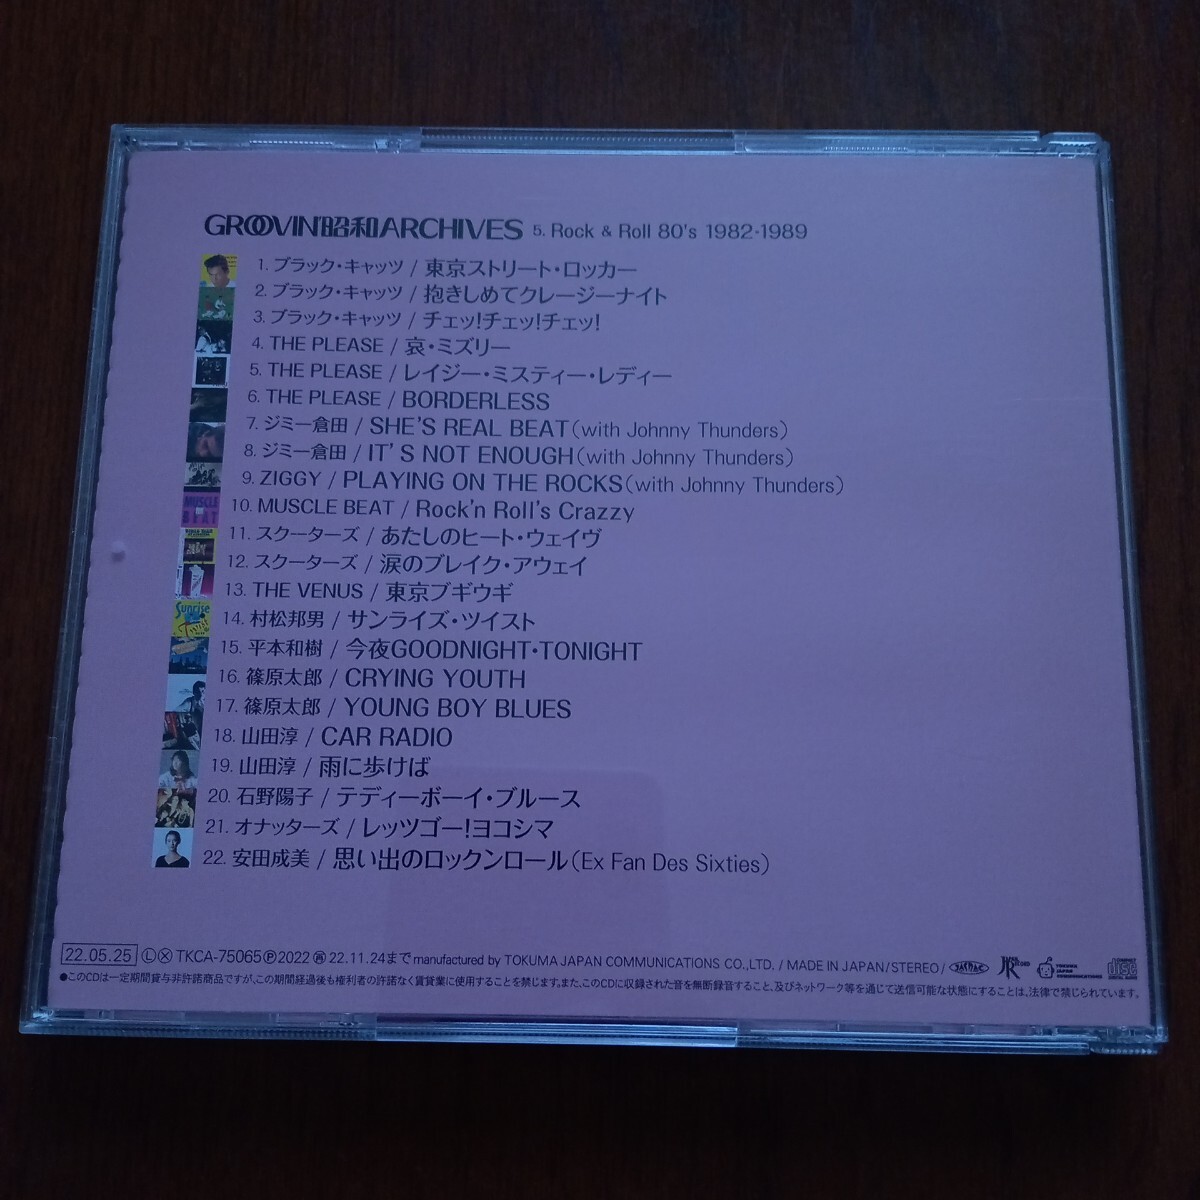 GROOVIN'昭和ARCHIVES 5. Rock & Roll 80's 1982-1989
1. ブラック・キャッツ / 東京ストリート・ロッカー
2. ブラック・キャッツ / 抱きしめてクレージーナイト
3. ブラック・キャッツ / チェッ!チェッ!チェッ!
4. THE PLEASE / 哀・ミズリー
5. THE PLEASE / レイジー・ミスティー・レディー
6. THE PLEASE / BORDERLESS
7. ジミー倉田 / SHE'S REAL BEAT(with Johnny Thunders)
8. ジミー倉田 / IT'S NOT ENOUGH(with Johnny Thunders)
9. ZIGGY / PLAYING ON THE ROCKS(with Johnny Thunders)
10. MUSCLE BEAT / Rock'n Roll's Crazzy
11. スクーターズ / あたしのヒート・ウェイヴ
12. スクーターズ / 涙のブレイク・アウェイ
13. THE VENUS / 東京ブギウギ
14. 村松邦男 / サンライズ・ツイスト
15. 平本和樹 / 今夜GOODNIGHT・TONIGHT
16. 篠原太郎 / CRYING YOUTH
17. 篠原太郎 / YOUNG BOY BLUES
18. 山田淳 / CAR RADIO
19. 山田淳 / 雨に歩けば
20. 石野陽子 / テディーボーイ・ブルース
21. オナッターズ / レッツゴー!ヨコシマ
22. 安田成美 / 思い出のロックンロール(Ex Fan Des Sixties)
MUSCLE
BEAT
Sunrise
Twist
22.05.25 Ⓛ Ⓧ TKCA-75065 Ⓟ2022 ㊢ 22.11.24まで manufactured by TOKUMA JAPAN COMMUNICATIONS CO.,LTD. / MADE IN JAPAN/STEREO/ JASRAC TOKUMA JAPAN COMMUNICATIONS disc
●このCDは一定期間貸与非許諾商品ですが、この期間経過後も権利者の許諾なく賃貸業に使用することを禁じます。また、このCDに収録された音を無断録音すること、及びネットワーク等を通じて送信可能な状態にすることは、法律で禁じられています。